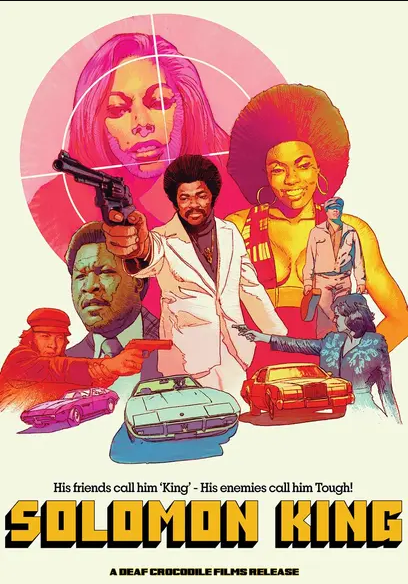 His friends call him 'King' - His enemies call him Tough!
SOLOMON KING
A DEAF CROCODILE FILMS RELEASE